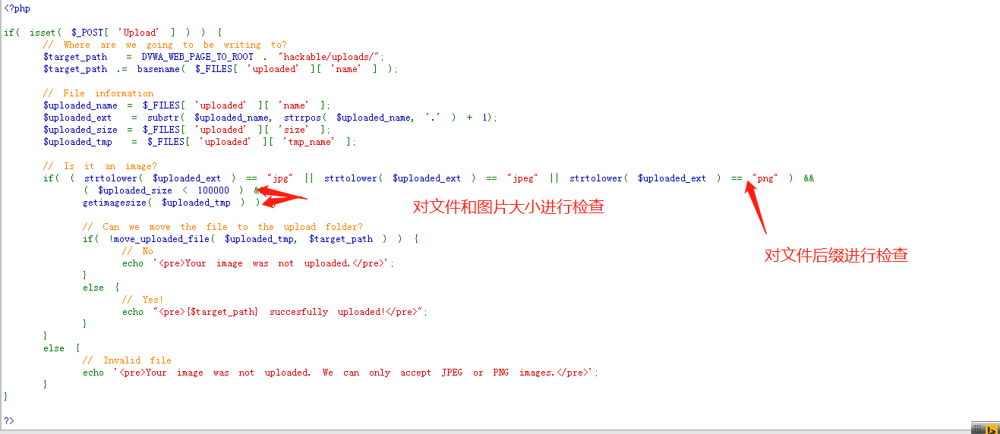 <?php
if( isset( $_POST[ 'Upload' ] ) ) {
// Where are we going to be writing to?
$target_path = DVWA_WEB_PAGE_TO_ROOT . "hackable/uploads/";
$target_path .= basename( $_FILES[ 'uploaded' ][ 'name' ] );
// File information
$uploaded_name = $_FILES[ 'uploaded' ][ 'name' ];
$uploaded_ext = substr( $uploaded_name, strrpos( $uploaded_name, '.' ) + 1);
$uploaded_size = $_FILES[ 'uploaded' ][ 'size' ];
$uploaded_tmp = $_FILES[ 'uploaded' ][ 'tmp_name' ];
// Is it an image?
if( ( strtolower( $uploaded_ext ) == "jpg" || strtolower( $uploaded_ext ) == "jpeg" || strtolower( $uploaded_ext ) == "png" ) &&
( $uploaded_size < 100000 ) &&
getimagesize( $uploaded_tmp ) )
对文件和图片大小进行检查
// Can we move the file to the upload folder?
if( !move_uploaded_file( $uploaded_tmp, $target_path ) ) {
// No
对文件后缀进行检查
echo '<pre>Your image was not uploaded.</pre>';
}
else {
// Yes!
echo "<pre>{$target_path} succesfully uploaded!</pre>";
}
}
else {
// Invalid file
echo '<pre>Your image was not uploaded. We can only accept JPEG or PNG images.</pre>';
}
}
?>